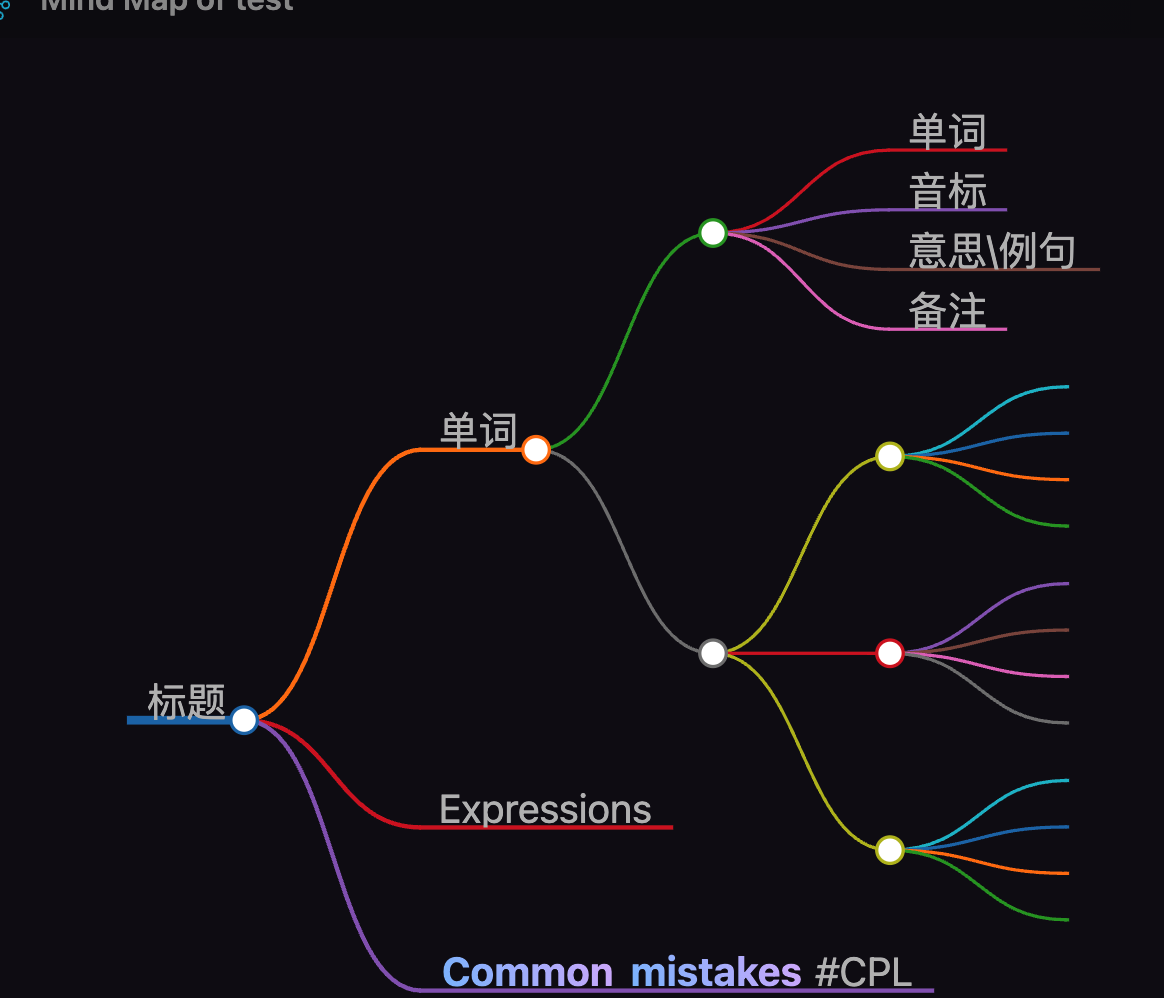 Mind Map of test
单词
音标
意思\例句
备注
单词
标题
Expressions
Common mistakes #CPL